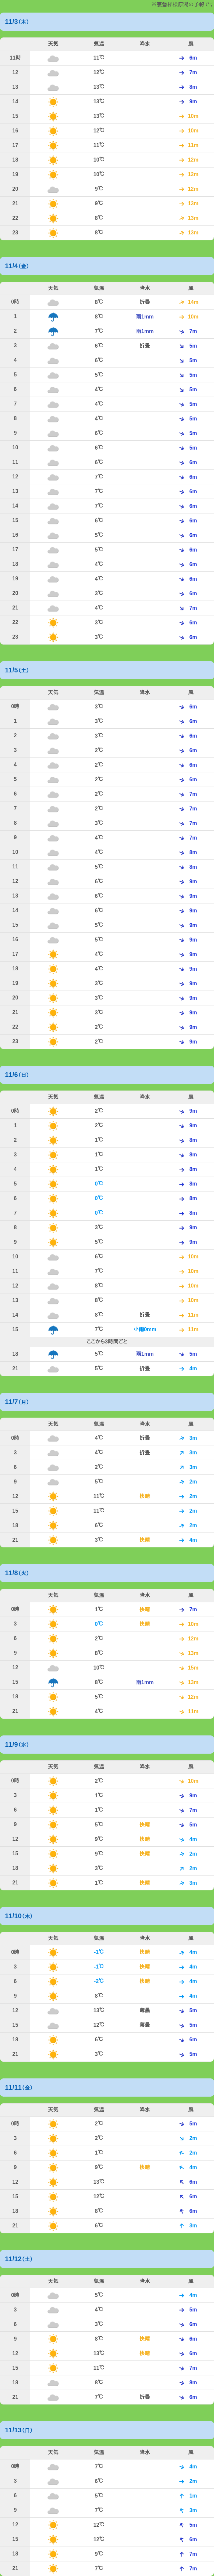 ※農藝様総部減の予報です
11/3（木）
天気 気温 降水 風
11時 11℃ 6m
12 12℃ 7m
13 13℃ 8m
14 13℃ 9m
15 13℃ 10m
16 12℃ 10m
17 11℃ 11m
18 10℃ 12m
19 10℃ 12m
20 9℃ 12m
21 9℃ 13m
22 8℃ 13m
23 8℃ 13m
11/4（金）
天気 気温 降水 風
0時 8℃ 折畳 14m
1 8℃ 雨1mm 10m
2 7℃ 雨1mm 7m
3 6℃ 折畳 5m
4 6℃ 5m
5 5℃ 5m
6 4℃ 5m
7 4℃ 5m
8 4℃ 5m
9 6℃ 5m
10 6℃ 5m
11 6℃ 6m
12 7℃ 6m
13 7℃ 6m
14 7℃ 6m
15 6℃ 6m
16 5℃ 6m
17 5℃ 6m
18 4℃ 6m
19 4℃ 6m
20 3℃ 6m
21 4℃ 7m
22 3℃ 6m
23 3℃ 6m
11/5（土）
天気 気温 降水 風
0時 3℃ 6m
1 3℃ 6m
2 3℃ 6m
3 2℃ 6m
4 2℃ 6m
5 2℃ 6m
6 2℃ 7m
7 2℃ 7m
8 3℃ 7m
9 4℃ 7m
10 4℃ 8m
11 5℃ 8m
12 6℃ 9m
13 6℃ 9m
14 6℃ 9m
15 5℃ 9m
16 5℃ 9m
17 4℃ 9m
18 4℃ 9m
19 3℃ 9m
20 3℃ 9m
21 3℃ 9m
22 2℃ 9m
23 2℃ 9m
11/6（日）
天気 気温 降水 風
0時 2℃ 9m
1 2℃ 9m
2 1℃ 8m
3 1℃ 8m
4 1℃ 8m
5 0℃ 8m
6 0℃ 8m
7 0℃ 8m
8 3℃ 9m
9 5℃ 9m
10 6℃ 10m
11 7℃ 10m
12 8℃ 10m
13 8℃ 10m
14 8℃ 折畳 11m
15 7℃ 小雨0mm 11m
ここから3時間ごと
18 5℃ 雨1mm 5m
21 5℃ 折畳 4m
11/7（月）
天気 気温 降水 風
0時 4℃ 折畳 3m
3 4℃ 折畳 3m
6 2℃ 3m
9 5℃ 2m
12 11℃ 快晴 2m
15 11℃ 2m
18 6℃ 2m
21 3℃ 快晴 4m
11/8（火）
天気 気温 降水 風
0時 1℃ 快晴 7m
3 0℃ 快晴 10m
6 2℃ 12m
9 8℃ 13m
12 10℃ 15m
15 8℃ 雨1mm 13m
18 5℃ 12m
21 4℃ 11m
11/9（水）
天気 気温 降水 風
0時 2℃ 10m
3 1℃ 9m
6 1℃ 7m
9 5℃ 快晴 5m
12 9℃ 快晴 4m
15 9℃ 快晴 2m
18 3℃ 2m
21 1℃ 快晴 3m
11/10（木）
天気 気温 降水 風
0時 -1℃ 快晴 4m
3 -1℃ 快晴 4m
6 -2℃ 快晴 4m
9 8℃ 4m
12 13℃ 薄曇 5m
15 12℃ 薄曇 5m
18 6℃ 6m
21 3℃ 5m
11/11（金）
天気 気温 降水 風
0時 2℃ 5m
3 2℃ 2m
6 1℃ 2m
9 9℃ 快晴 4m
12 13℃ 6m
15 12℃ 6m
18 8℃ 6m
21 6℃ 3m
11/12（土）
天気 気温 降水 風
0時 5℃ 4m
3 4℃ 5m
6 3℃ 6m
9 8℃ 快晴 6m
12 13℃ 快晴 6m
15 11℃ 7m
18 8℃ 8m
21 7℃ 折畳 6m
11/13（日）
天気 気温 降水 風
0時 7℃ 4m
3 6℃ 2m
6 5℃ 1m
9 7℃ 3m
12 12℃ 5m
15 12℃ 6m
18 9℃ 7m
21 7℃ 7m